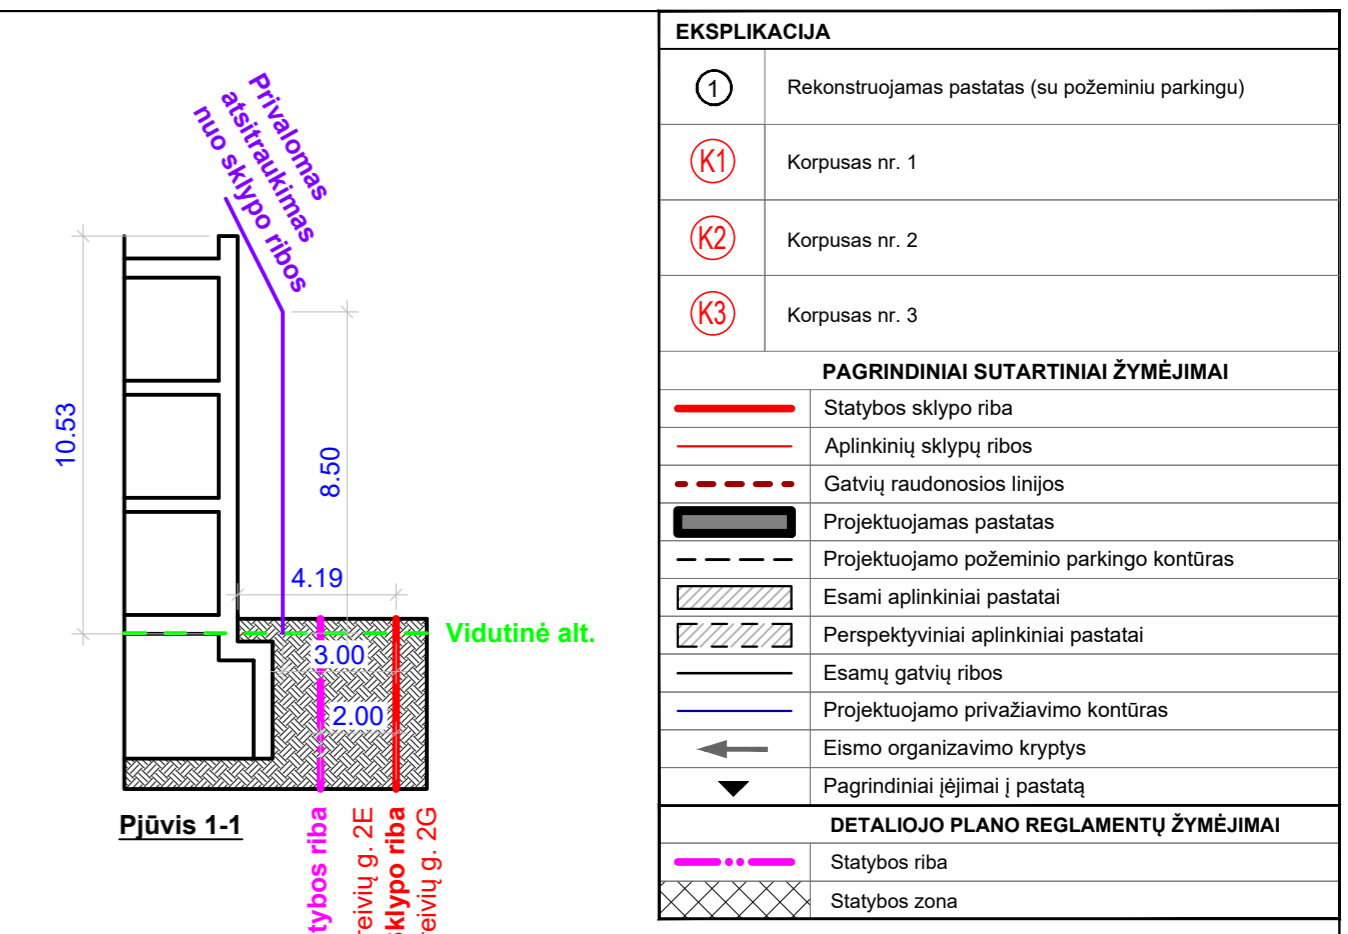 Privalomas
atsitraukimas
nuo sklypo ribos
10.53
8.50
4.19
Vidutinė alt.
3.00
2.00
Pjūvis 1-1
riba
g. 2E
riba
g. 2G
EKSPLIKACIJA
1 Rekonstruojamas pastatas (su požeminiu parkingu)
K1 Korpusas nr. 1
K2 Korpusas nr. 2
K3 Korpusas nr. 3
PAGRINDINIAI SUTARTINIAI ŽYMĖJIMAI
Statybos sklypo riba
Aplinkinių sklypų ribos
Gatvių raudonosios linijos
Projektuojamas pastatas
Projektuojamo požeminio parkingo kontūras
Esami aplinkiniai pastatai
Perspektyviniai aplinkiniai pastatai
Esamų gatvių ribos
Projektuojamo privažiavimo kontūras
Eismo organizavimo kryptys
Pagrindiniai įėjimai į pastatą
DETALIOJO PLANO REGLAMENTŲ ŽYMĖJIMAI
Statybos riba
Statybos zona